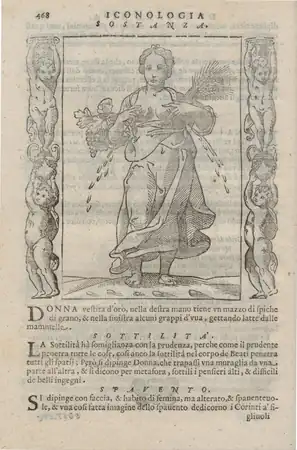 468 ICONOLOGIA
SOSTANZA.
DONNA vestita d'oro, nella destra mano tiene vn mazzo di spiche
di grano, & nella sinistra alcuni grappi d'vua, gettando latte dalle
mammelle.
SOTTILITÀ.
LA Sottilità hà somiglianza con la prudenza, perche come il prudente
penetra tutte le cose, così anco la sottilità nel corpo de Beati penetra
tutti gli spatij: Però si dipinge Donna, che trapassi vna muraglia da vna
parte all'altra, & si dicono per metafora, sottili i pensieri alti, & difficili
de belli ingegni.
SPAVENTO.
SI dipinge con faccia, & habito di femina, ma alterato, & spauenteuo-
le, & vna così fatta imagine dello spauento dedicorno i Corinti a' fi-
gliuoli